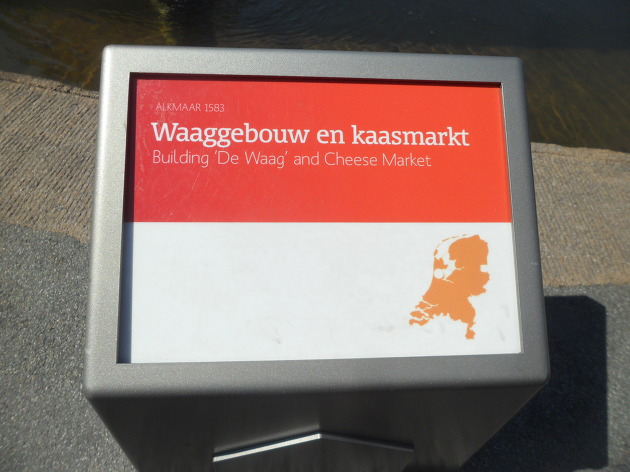 ALKMAAR 1583
Waaggebouw en kaasmarkt
Building 'De Waag' and Cheese Market